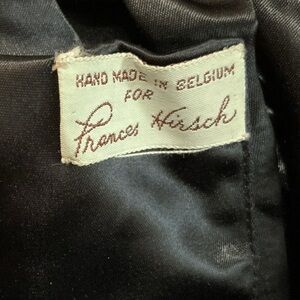 HAND MADE IN BELGIUM
FOR
Frances Hirsch